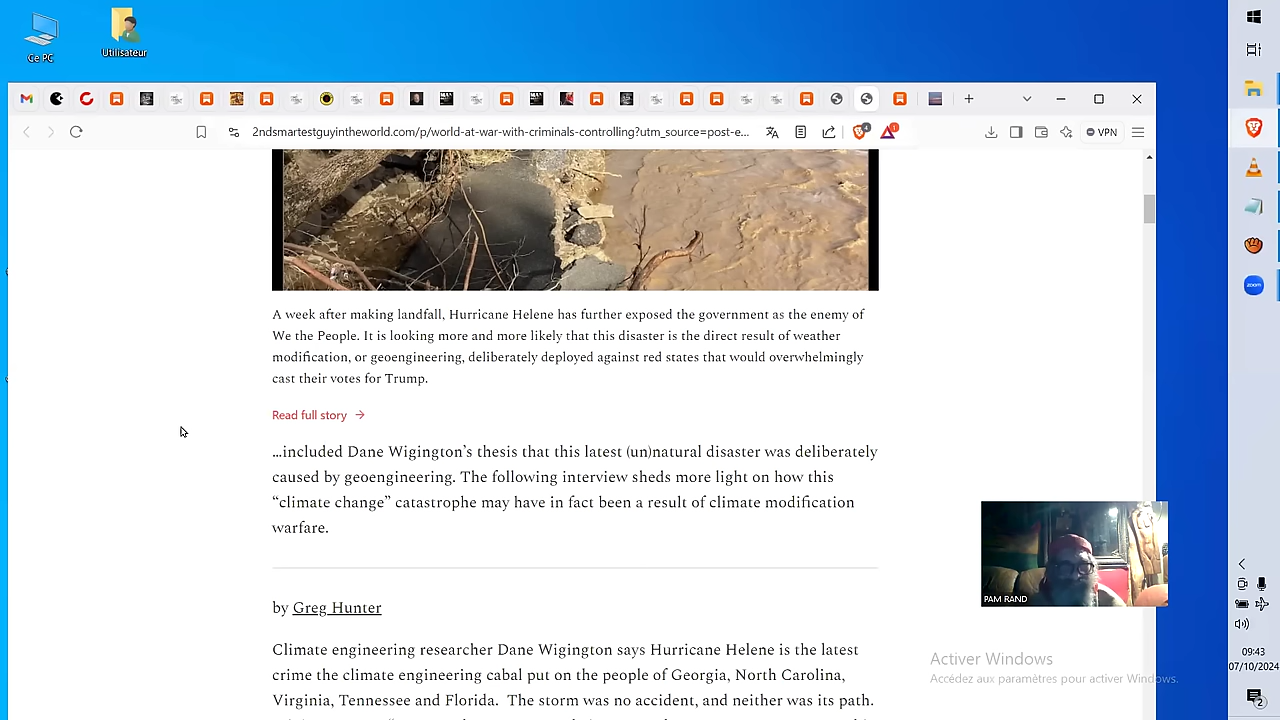 Ce PC
Utilisateur
2ndsmartestguyintheworld.com/p/world-at-war-with-criminals-controlling?utm_source=post-e...
4
1
VPN
A week after making landfall, Hurricane Helene has further exposed the government as the enemy of
We the People. It is looking more and more likely that this disaster is the direct result of weather
modification, or geoengineering, deliberately deployed against red states that would overwhelmingly
cast their votes for Trump.
Read full story →
...included Dane Wigington’s thesis that this latest (un)natural disaster was deliberately
caused by geoengineering. The following interview sheds more light on how this
“climate change” catastrophe may have in fact been a result of climate modification
warfare.
by Greg Hunter
Climate engineering researcher Dane Wigington says Hurricane Helene is the latest
crime the climate engineering cabal put on the people of Georgia, North Carolina,
Virginia, Tennessee and Florida. The storm was no accident, and neither was its path.
PAM RAND
Activer Windows
Accédez aux paramètres pour activer Windows.
zoom
09:43
07/10/2024
2